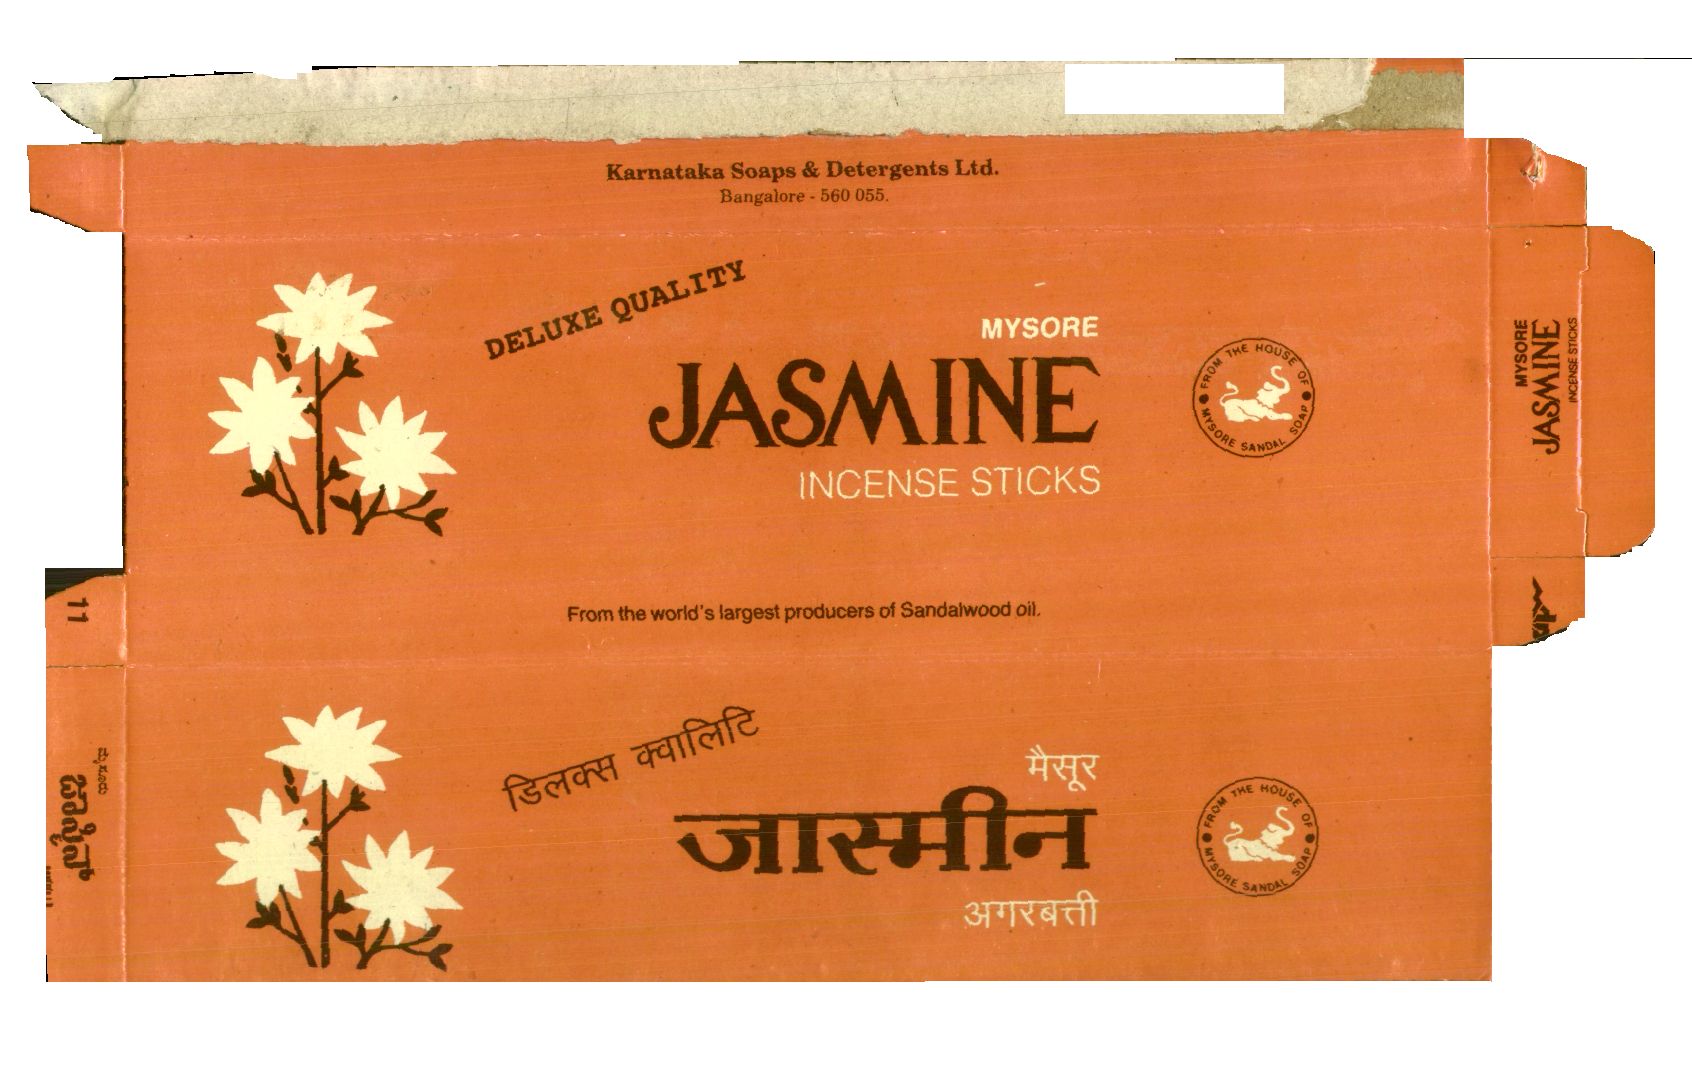 Karnataka Soaps & Detergents Ltd.
Bangalore - 560 055.
DELUXE QUALITY
MYSORE
JASMINE
INCENSE STICKS
FROM THE HOUSE OF
MYSORE SANDAL SOAP
From the world's largest producers of Sandalwood oil.
MYSORE
JASMINE
INCENSE STICKS
11
डिलक्स क्वालिटि
मैसूर
जास्मीन
अगरबत्ती
FROM THE HOUSE OF
MYSORE SANDAL SOAP
ಮೈಸೂರು
ಜಾಸ್ಮಿನ್